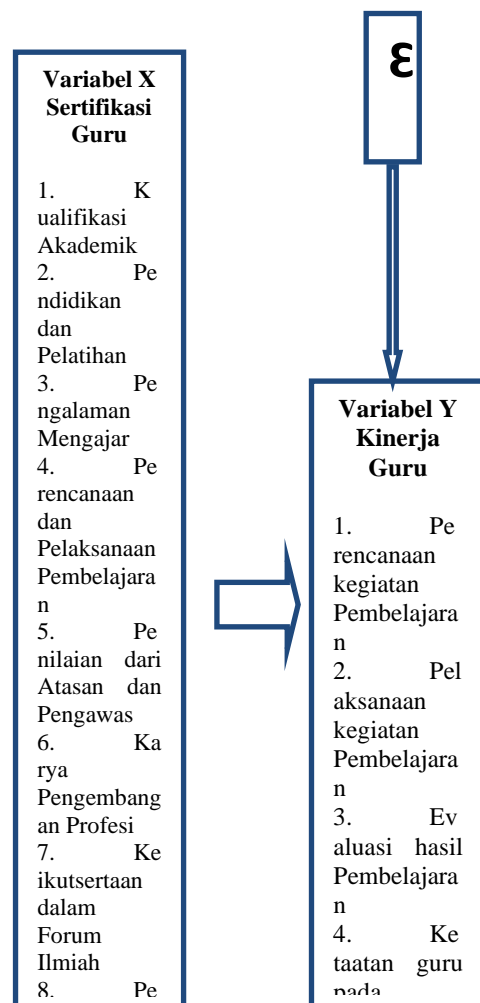 Variabel X
Sertifikasi
Guru
1. K
ualifikasi
Akademik
2. Pe
ndidikan
dan
Pelatihan
3. Pe
ngalaman
Mengajar
4. Pe
rencanaan
dan
Pelaksanaan
Pembelajara
n
5. Pe
nilaian dari
Atasan dan
Pengawas
6. Ka
rya
Pengembang
an Profesi
7. Ke
ikutsertaan
dalam
Forum
Ilmiah
8. Pe
ε
Variabel Y
Kinerja
Guru
1. Pe
rencanaan
kegiatan
Pembelajara
n
2. Pel
aksanaan
kegiatan
Pembelajara
n
3. Ev
aluasi hasil
Pembelajara
n
4. Ke
taatan guru
pada